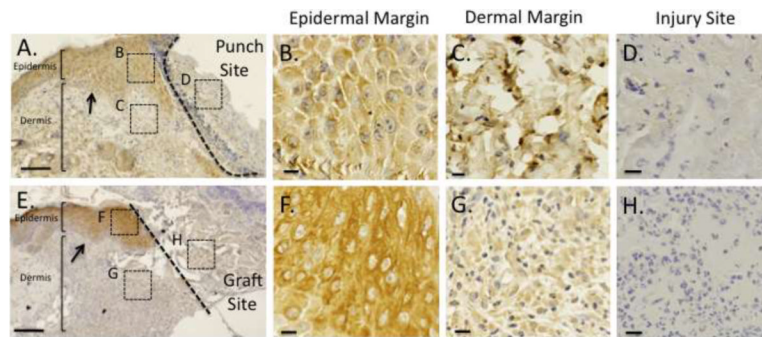 Epidermal Margin
Dermal Margin
Injury Site
A.
Punch
Site
Epidermis
Dermis
B
C
D
B.
C.
D.
E.
Epidermis
Dermis
F
G
H
Graft
Site
F.
G.
H.